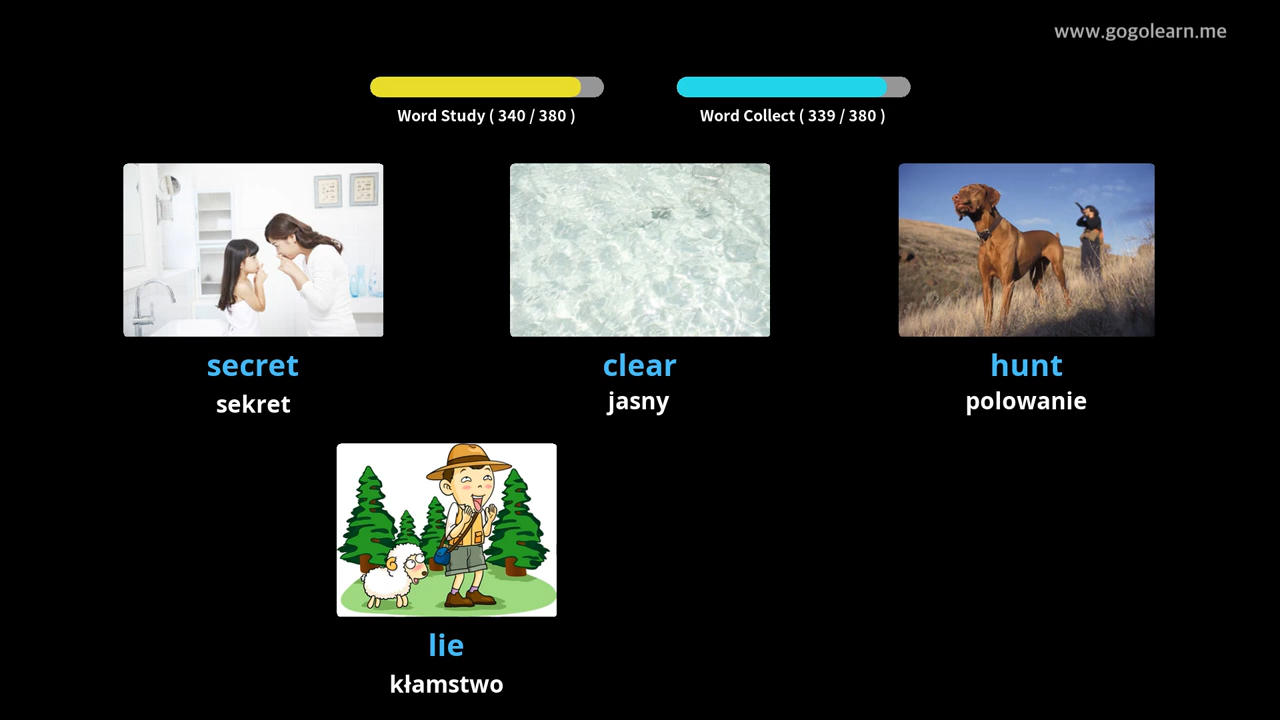 www.gogolearn.me
Word Study ( 340 / 380 )
Word Collect ( 339 / 380 )
secret
sekret
clear
jasny
hunt
polowanie
lie
kłamstwo